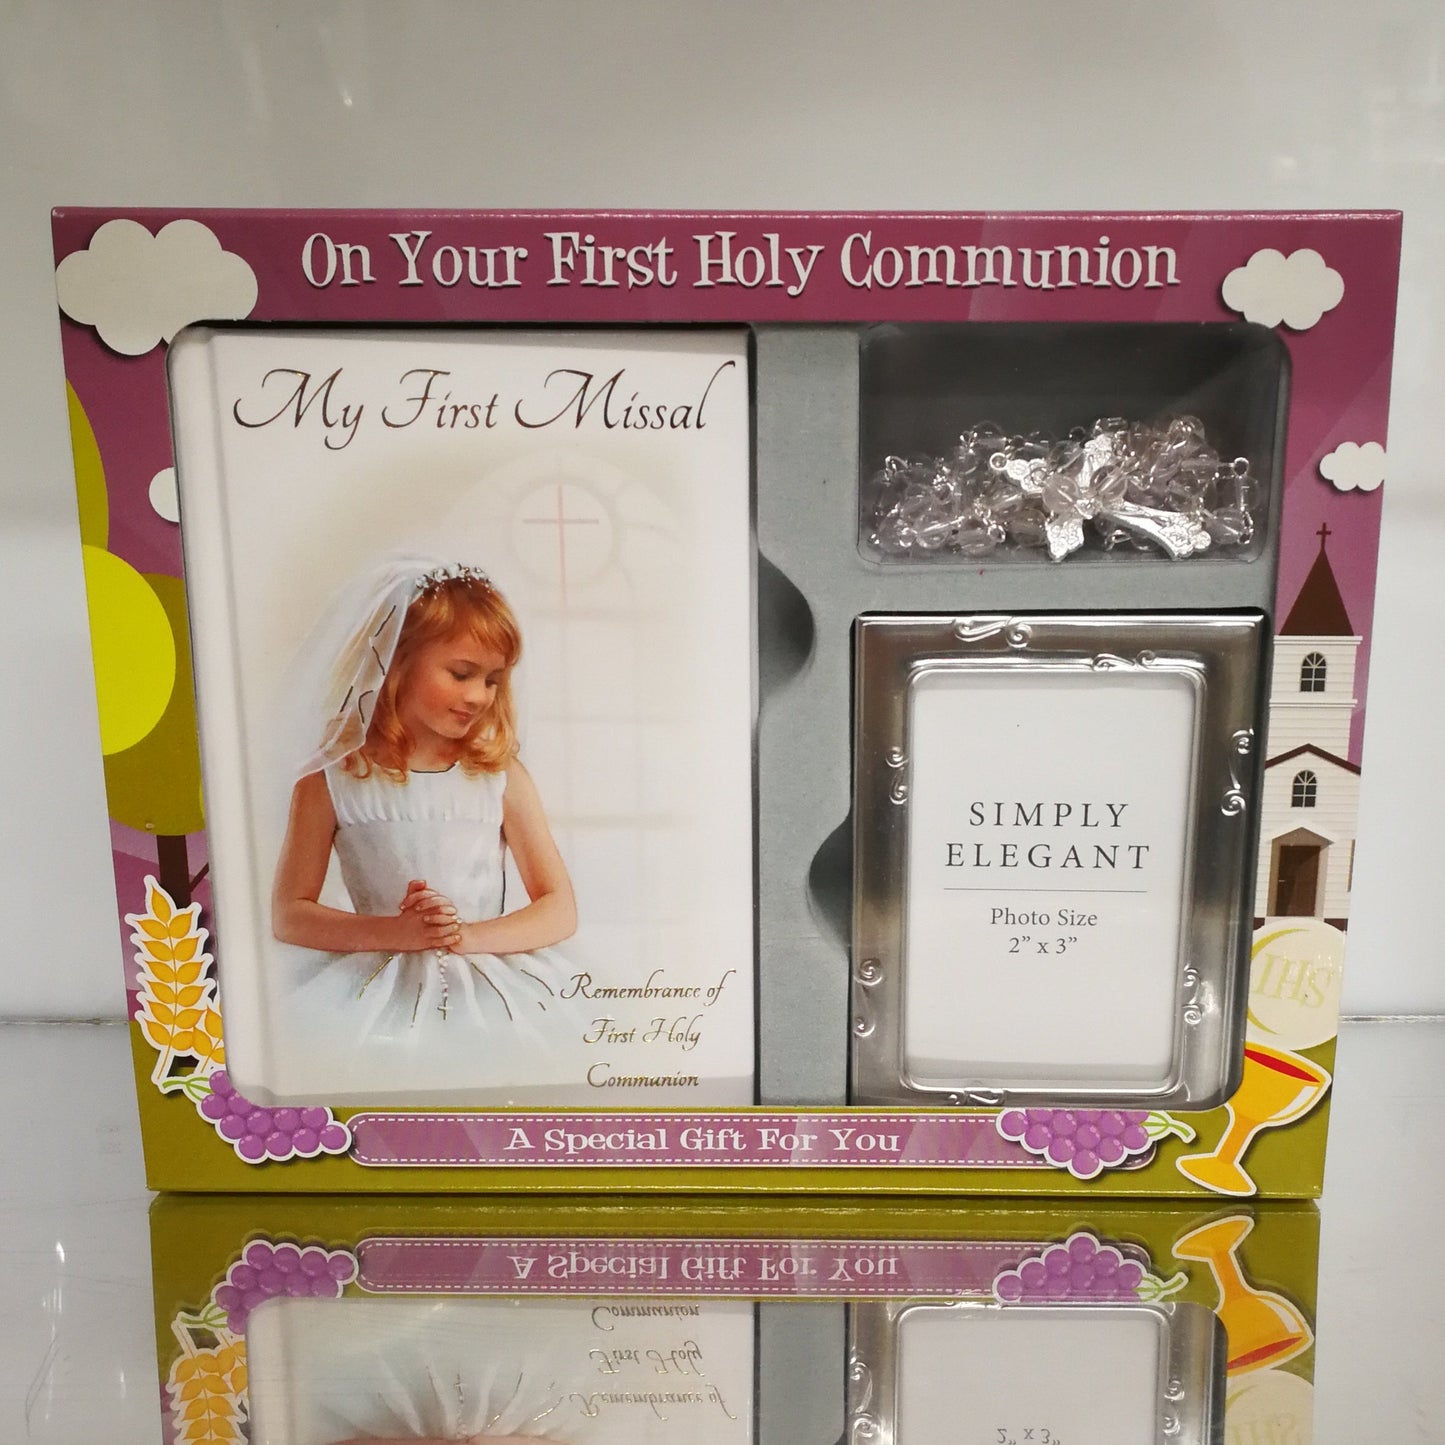 On Your First Holy Communion
My First Missal
Remembrance of
First Holy
Communion
SIMPLY
ELEGANT
Photo Size
2” x 3”
IHS
A Special Gift For You